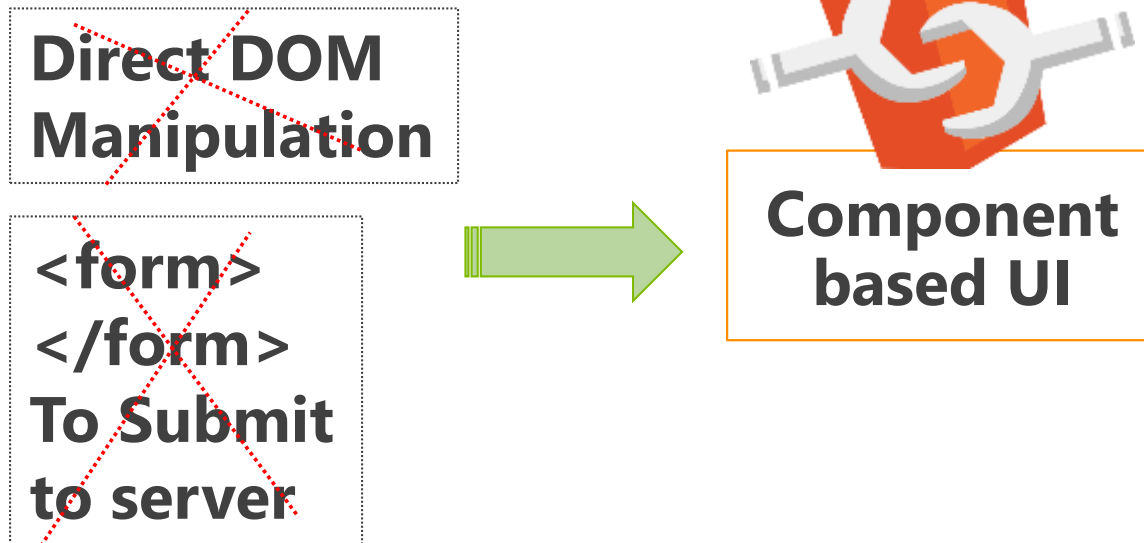 Direct DOM
Manipulation
<form>
</form>
To Submit
to server
Component
based UI